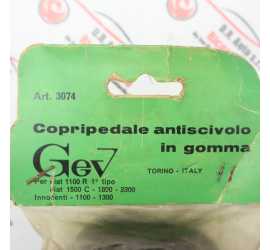 Art. 3074
Copripedale antiscivolo
in gomma
Gev
TORINO - ITALY
Per Fiat 1100 R 1° tipo
Fiat 1500 C - 1800 - 2300
Innocenti - 1100 - 1300